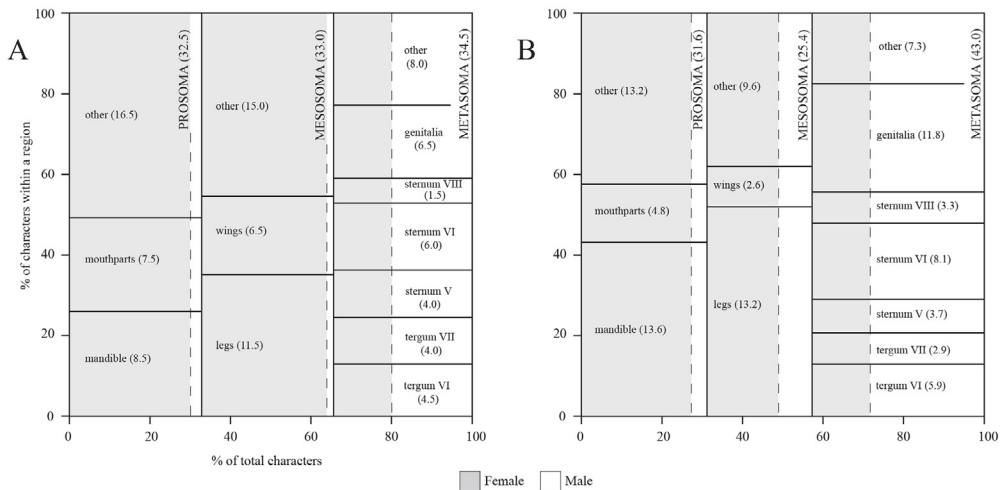 A
% of characters within a region
100
80
60
40
20
0
other (16.5)
mouthparts (7.5)
mandible (8.5)
PROSOMA (32.5)
other (15.0)
wings (6.5)
legs (11.5)
MESOSOMA (33.0)
other
(8.0)
genitalia
(6.5)
sternum VIII
(1.5)
sternum VI
(6.0)
sternum V
(4.0)
tergum VII
(4.0)
tergum VI
(4.5)
METASOMA (34.5)
0 20 40 60 80 100
% of total characters
B
100
80
60
40
20
0
other (13.2)
mouthparts (4.8)
mandible (13.6)
PROSOMA (31.6)
other (9.6)
wings (2.6)
legs (13.2)
MESOSOMA (25.4)
other (7.3)
genitalia (11.8)
sternum VIII (3.3)
sternum VI (8.1)
sternum V (3.7)
tergum VII (2.9)
tergum VI (5.9)
METASOMA (43.0)
0 20 40 60 80 100
Female Male